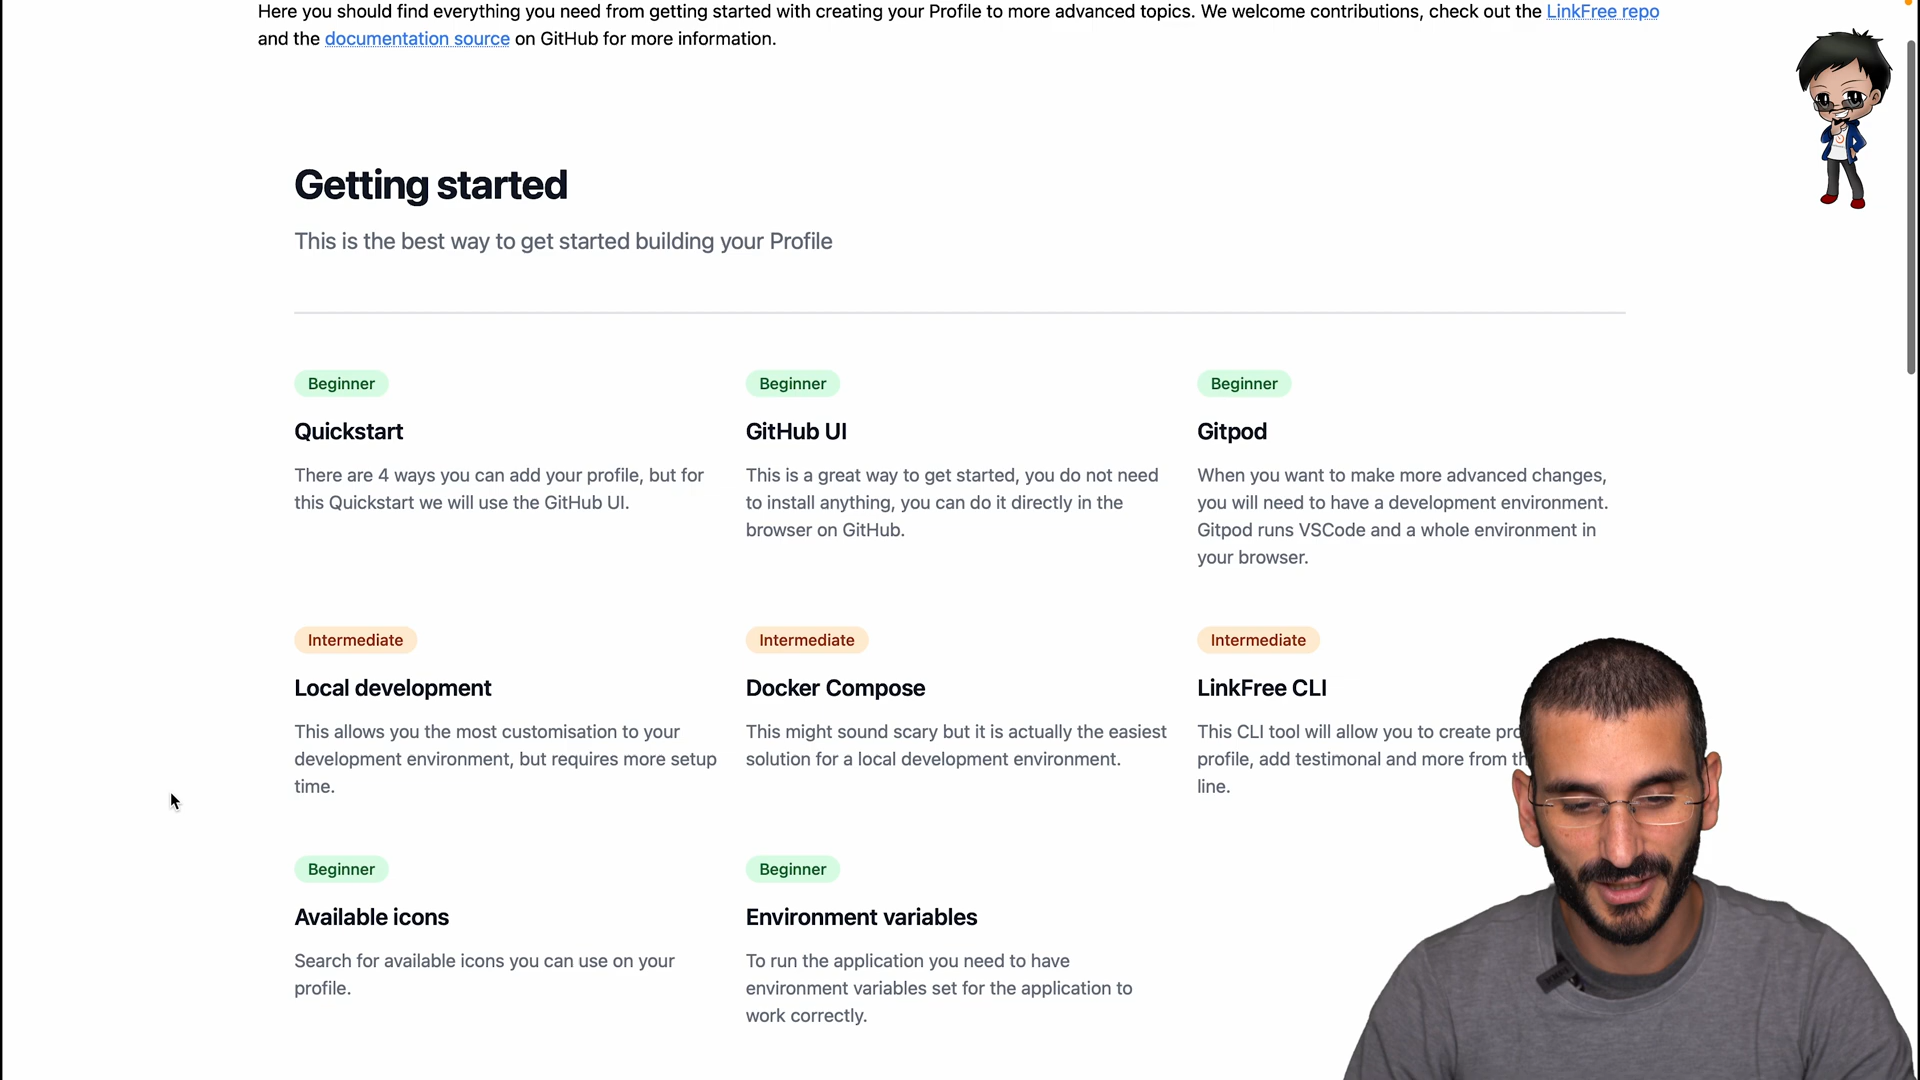 Here you should find everything you need from getting started with creating your Profile to more advanced topics. We welcome contributions, check out the LinkFree repo
and the documentation source on GitHub for more information.
Getting started
This is the best way to get started building your Profile
Beginner
Quickstart
There are 4 ways you can add your profile, but for
this Quickstart we will use the GitHub UI.
Beginner
GitHub UI
This is a great way to get started, you do not need
to install anything, you can do it directly in the
browser on GitHub.
Beginner
Gitpod
When you want to make more advanced changes,
you will need to have a development environment.
Gitpod runs VSCode and a whole environment in
your browser.
Intermediate
Local development
This allows you the most customisation to your
development environment, but requires more setup
time.
Intermediate
Docker Compose
This might sound scary but it is actually the easiest
solution for a local development environment.
Intermediate
LinkFree CLI
This CLI tool will allow you to create
profile, add testimonal and more from
line.
Beginner
Available icons
Search for available icons you can use on your
profile.
Beginner
Environment variables
To run the application you need to have
environment variables set for the application to
work correctly.